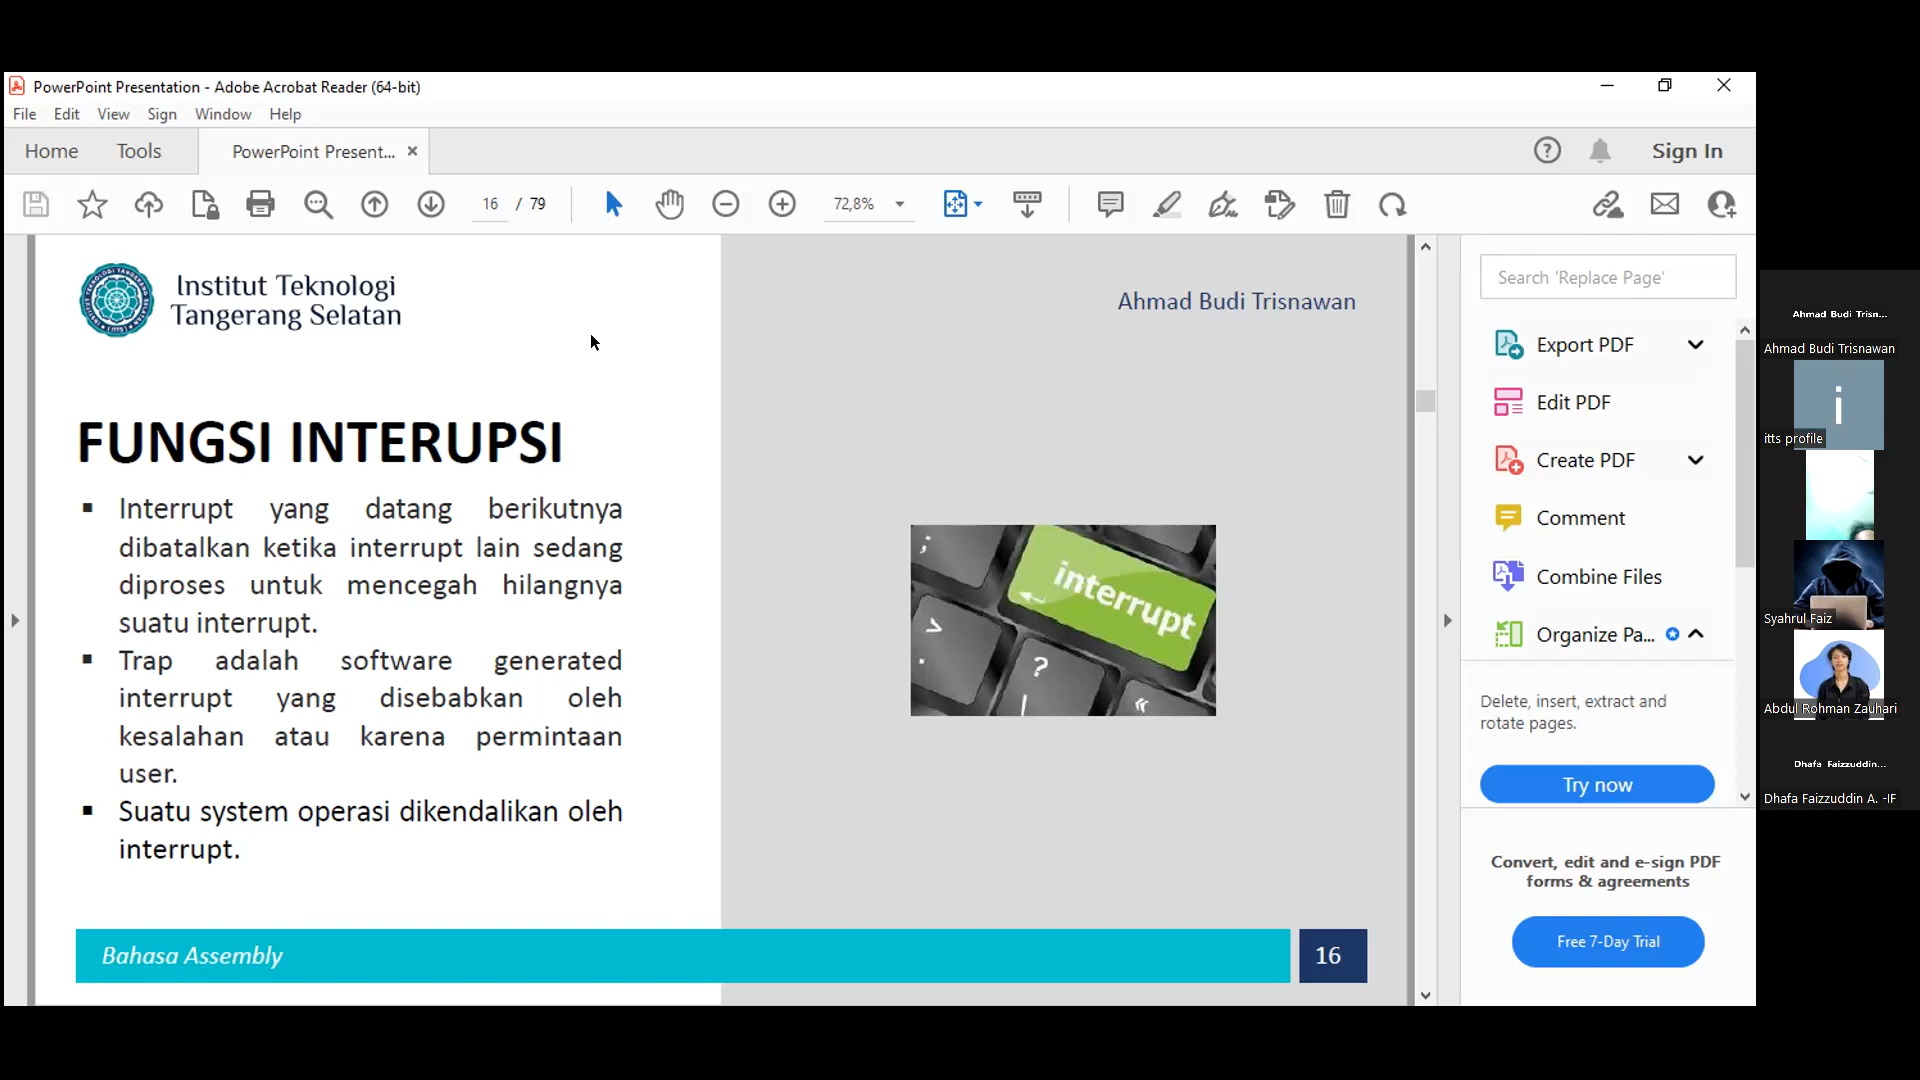 PowerPoint Presentation - Adobe Acrobat Reader (64-bit)
File Edit View Sign Window Help
Home Tools PowerPoint Present... Sign In
16 / 79 72,8%
Institut Teknologi
Tangerang Selatan
Ahmad Budi Trisnawan
FUNGSI INTERUPSI
▪ Interrupt yang datang berikutnya
dibatalkan ketika interrupt lain sedang
diproses untuk mencegah hilangnya
suatu interrupt.
▪ Trap adalah software generated
interrupt yang disebabkan oleh
kesalahan atau karena permintaan
user.
▪ Suatu system operasi dikendalikan oleh
interrupt.
;
interrupt
>
.
?
«
Bahasa Assembly
16
Search 'Replace Page'
Export PDF
Edit PDF
Create PDF
Comment
Combine Files
Organize Pa...
Delete, insert, extract and
rotate pages.
Try now
Convert, edit and e-sign PDF
forms & agreements
Free 7-Day Trial
Ahmad Budi Trisn...
Ahmad Budi Trisnawan
i
itts profile
Syahrul Faiz
Abdul Rohman Zauhari
Dhafa Faizzuddin...
Dhafa Faizzuddin A. -IF